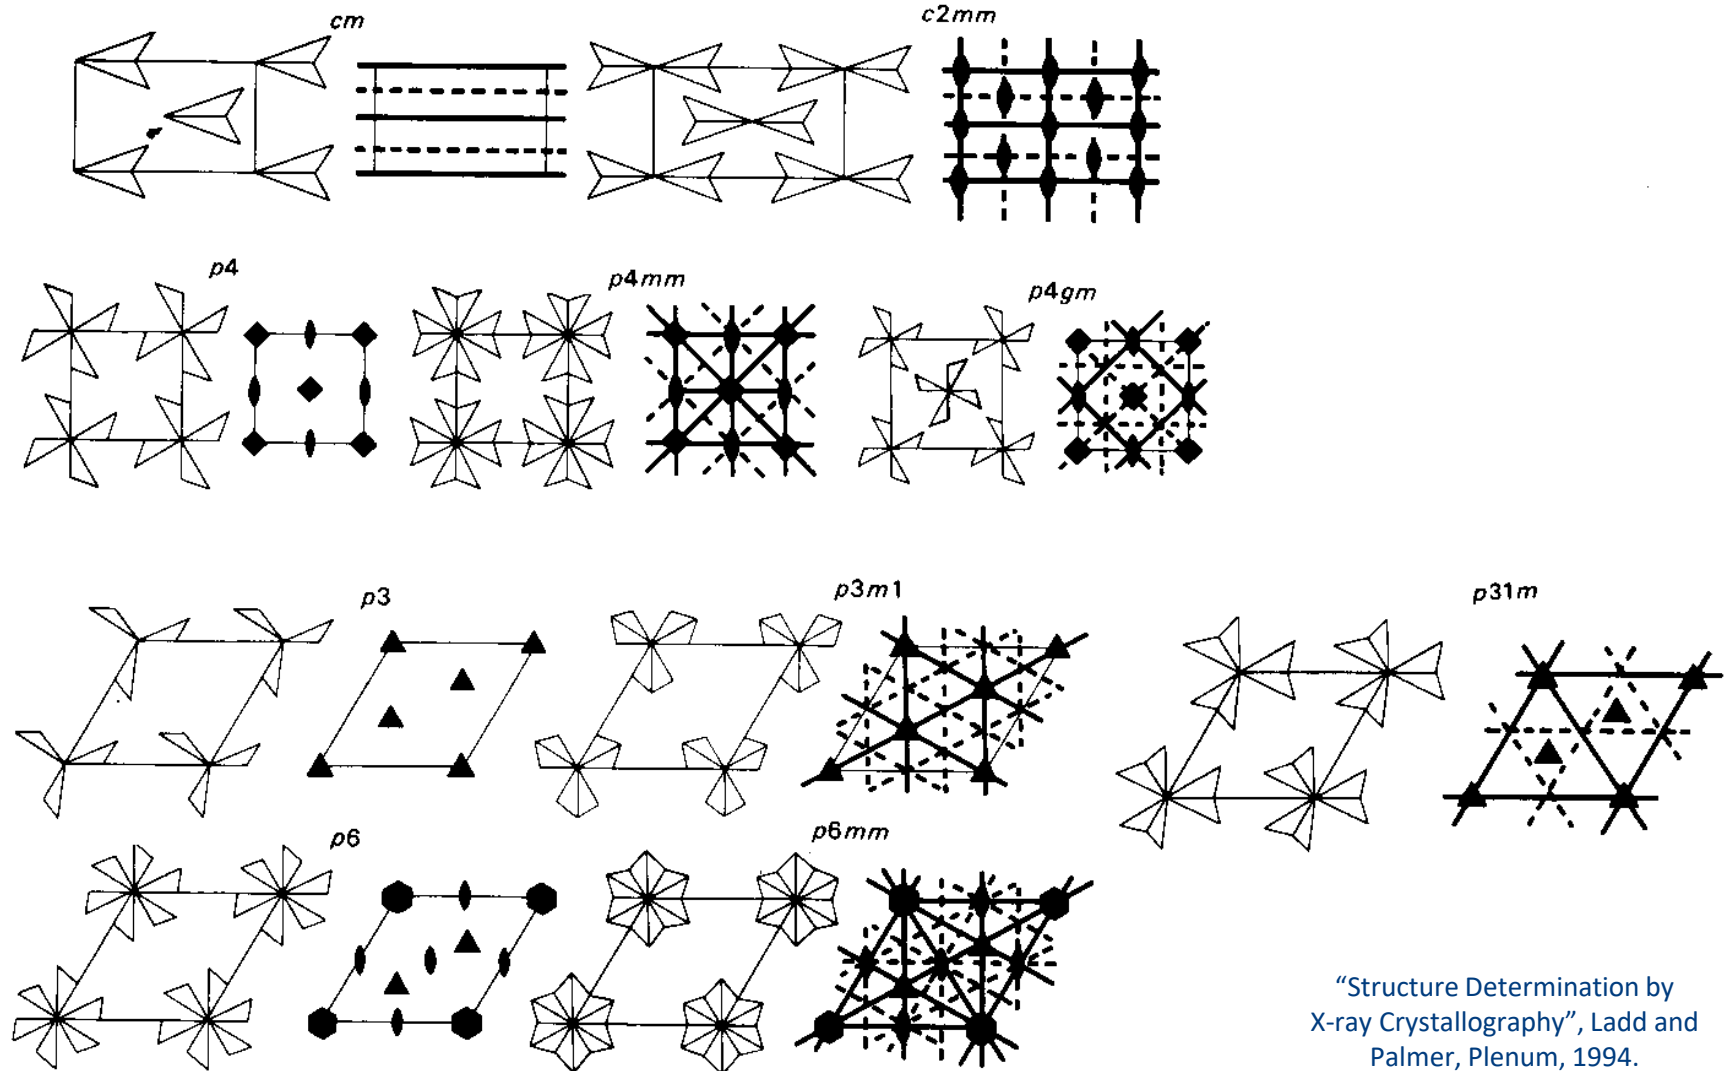 cm
c2mm
p4
p4mm
p4gm
p3
p3m1
p31m
p6
p6mm
“Structure Determination by
X-ray Crystallography”, Ladd and
Palmer, Plenum, 1994.